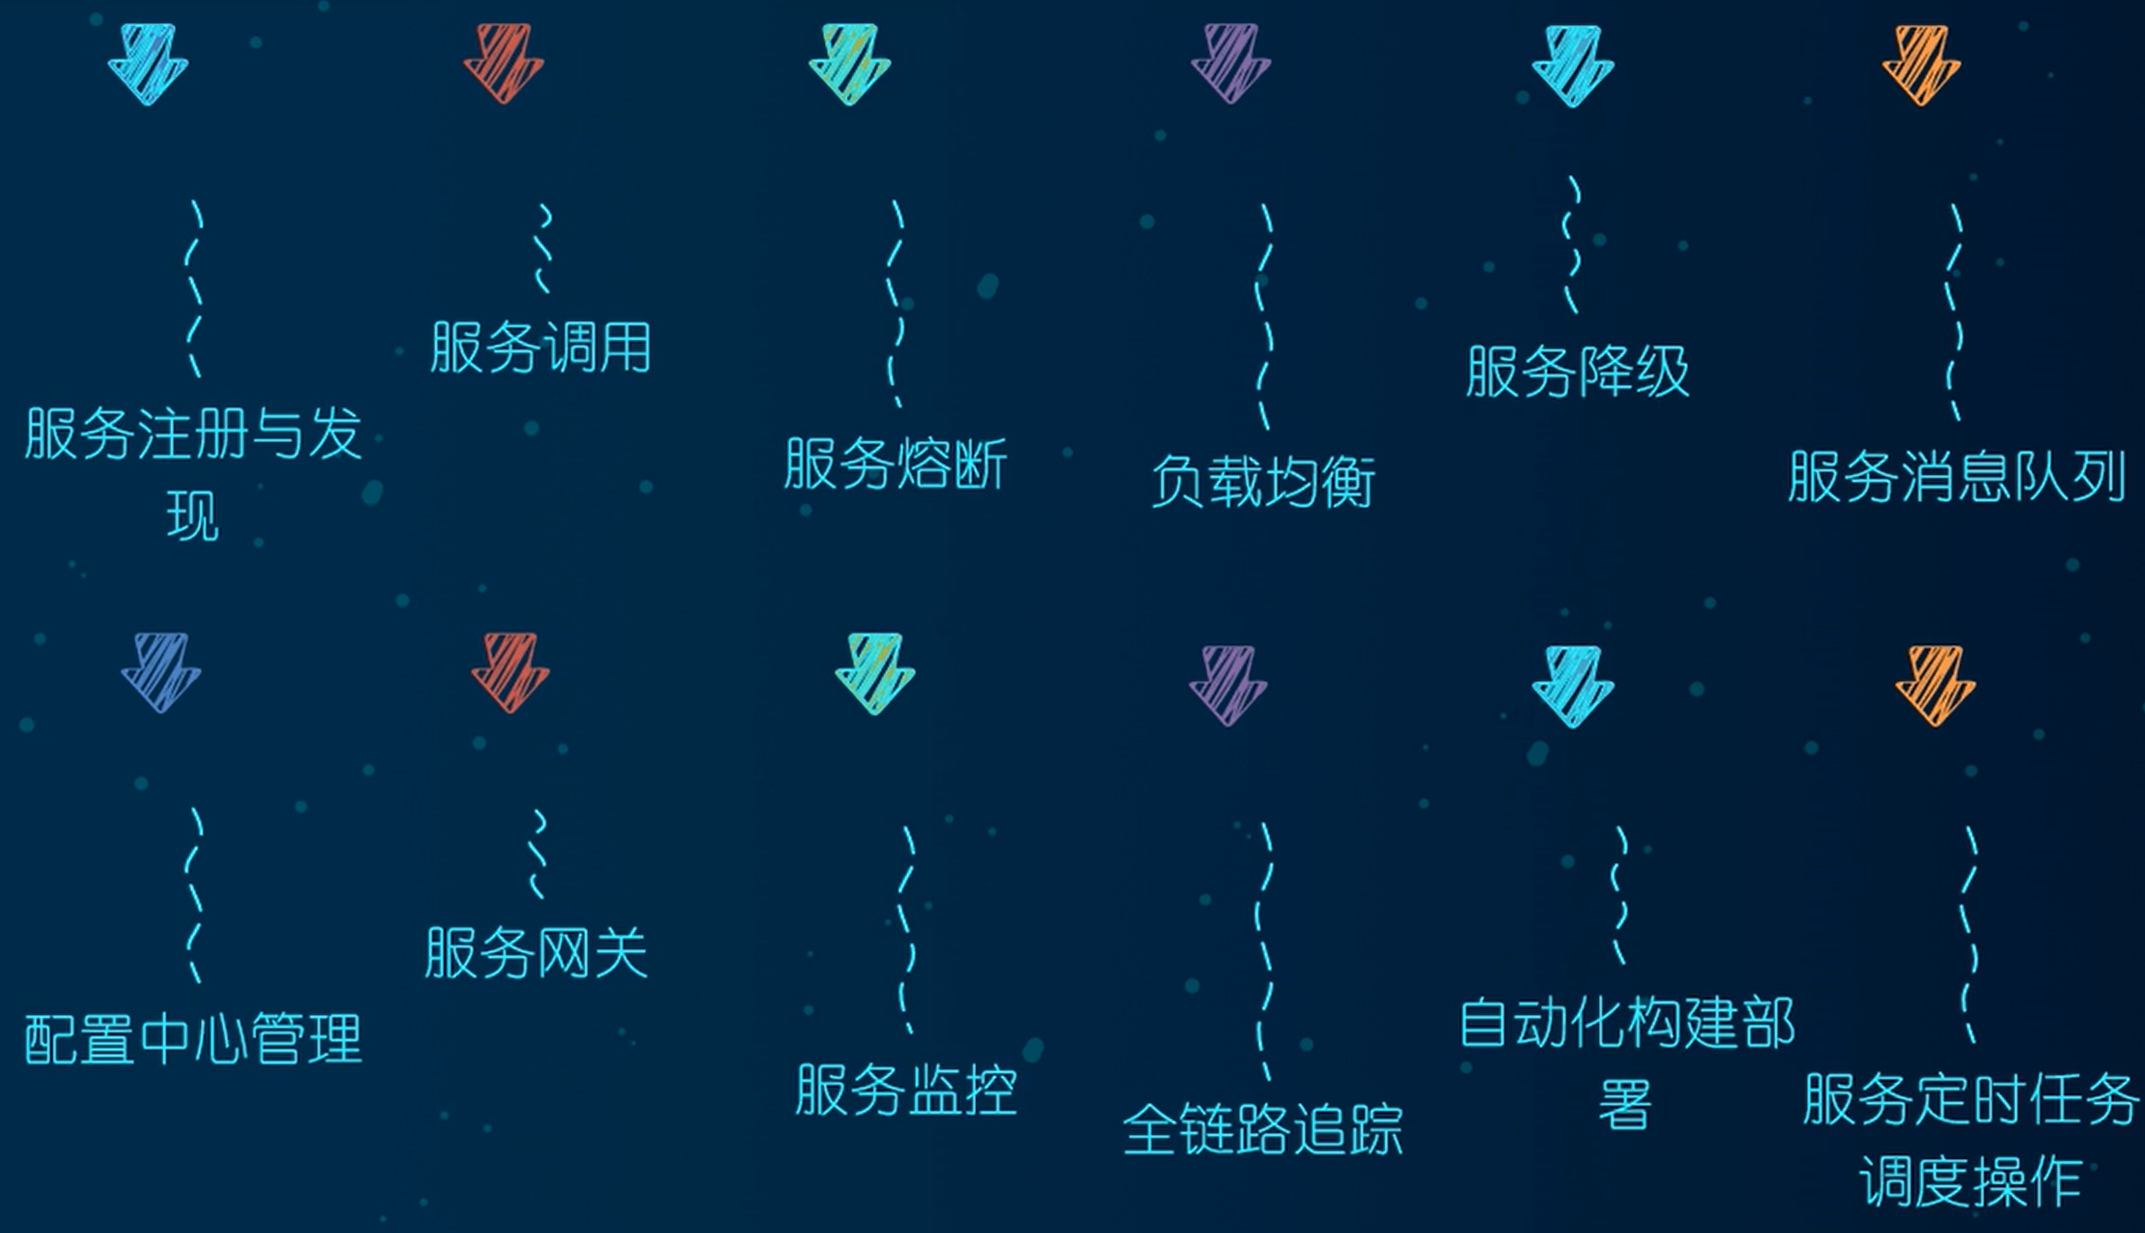 服务注册与发
现
服务调用
服务熔断
负载均衡
服务降级
服务消息队列
配置中心管理
服务网关
服务监控
全链路追踪
自动化构建部
署
服务定时任务
调度操作